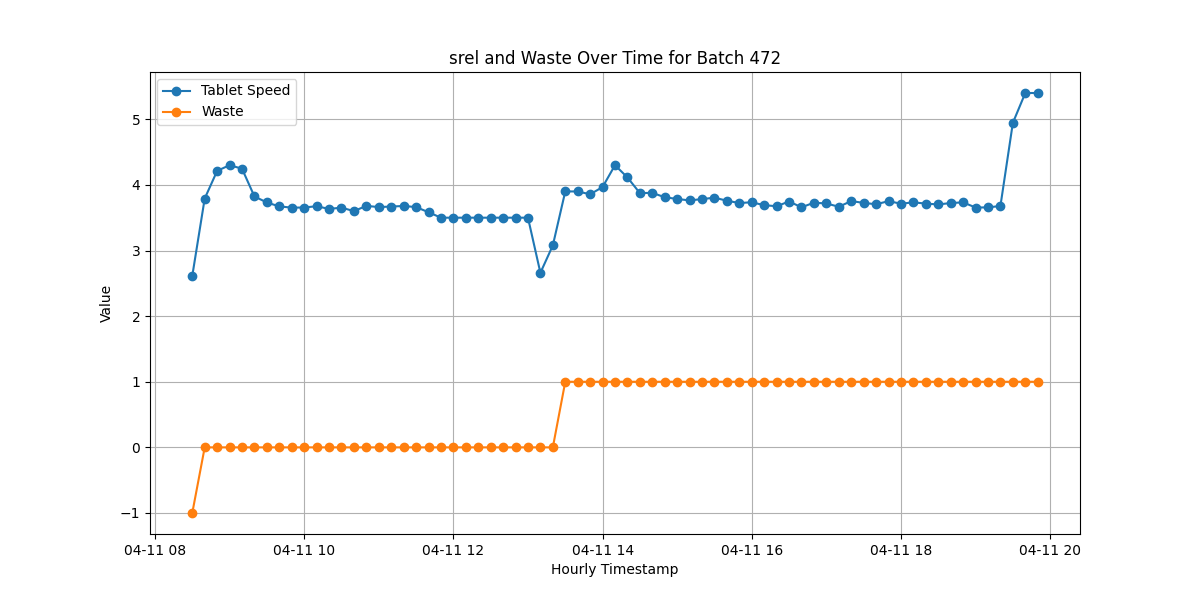 srel and Waste Over Time for Batch 472
Tablet Speed
Waste
Value
5
4
3
2
1
0
−1
04-11 08 04-11 10 04-11 12 04-11 14 04-11 16 04-11 18 04-11 20
Hourly Timestamp